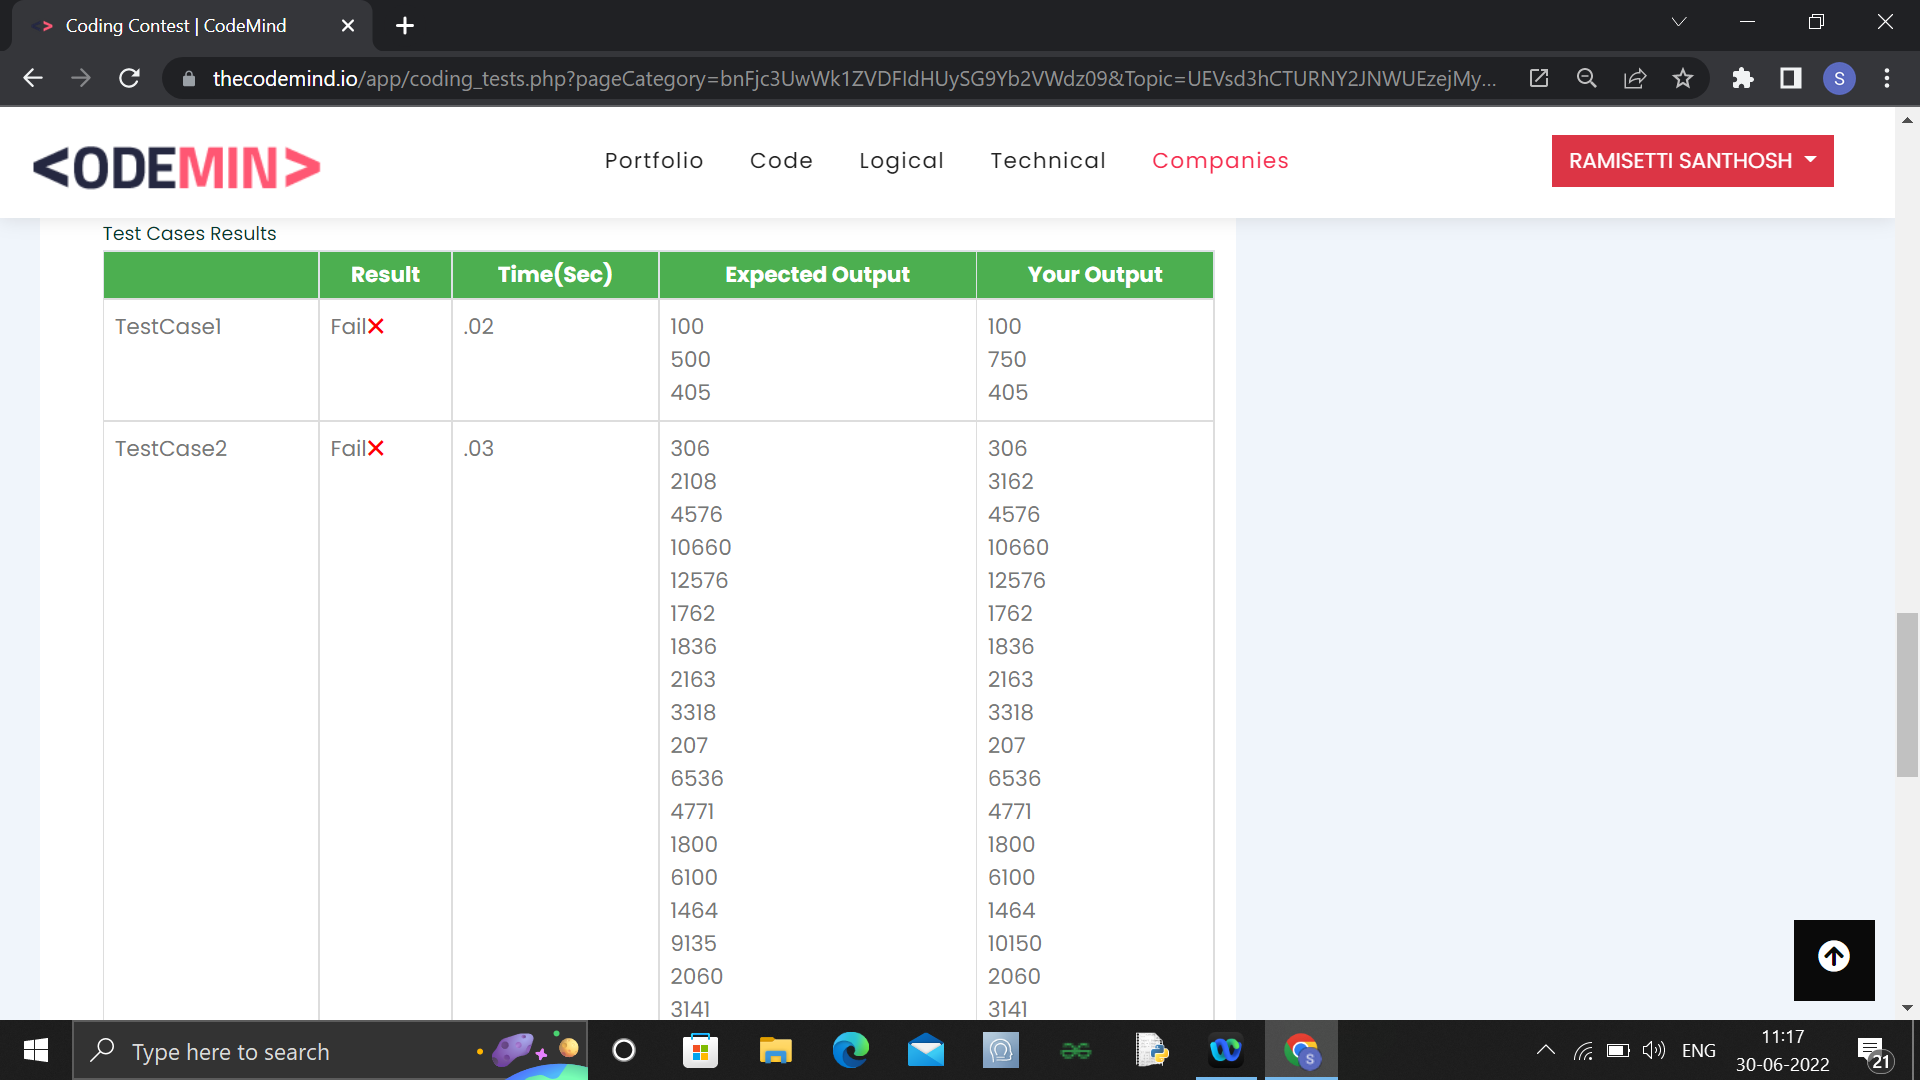 Coding Contest | CodeMind
thecodemind.io/app/coding_tests.php?pageCategory=bnFjc3UwWk1ZVDFIdHUySG9Yb2VWdz09&Topic=UEVsd3hCTURNY2JNWUEzejMy...
S
<ODEMIN>
Portfolio Code Logical Technical Companies
RAMISETTI SANTHOSH
Test Cases Results
Result Time(Sec) Expected Output Your Output
TestCase1 Fail .02 100 100
500 750
405 405
TestCase2 Fail .03 306 306
2108 3162
4576 4576
10660 10660
12576 12576
1762 1762
1836 1836
2163 2163
3318 3318
207 207
6536 6536
4771 4771
1800 1800
6100 6100
1464 1464
9135 10150
2060 2060
3141 3141
Type here to search
S
ENG
11:17
30-06-2022
21